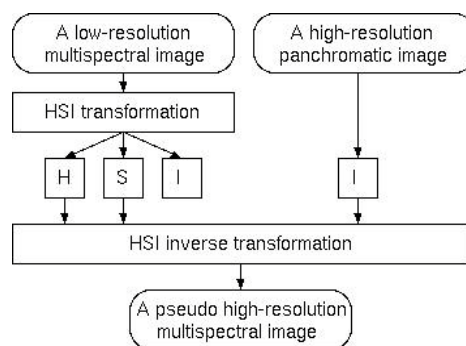 A low-resolution
multispectral image
A high-resolution
panchromatic image
HSI transformation
H
S
I
I
HSI inverse transformation
A pseudo high-resolution
multispectral image